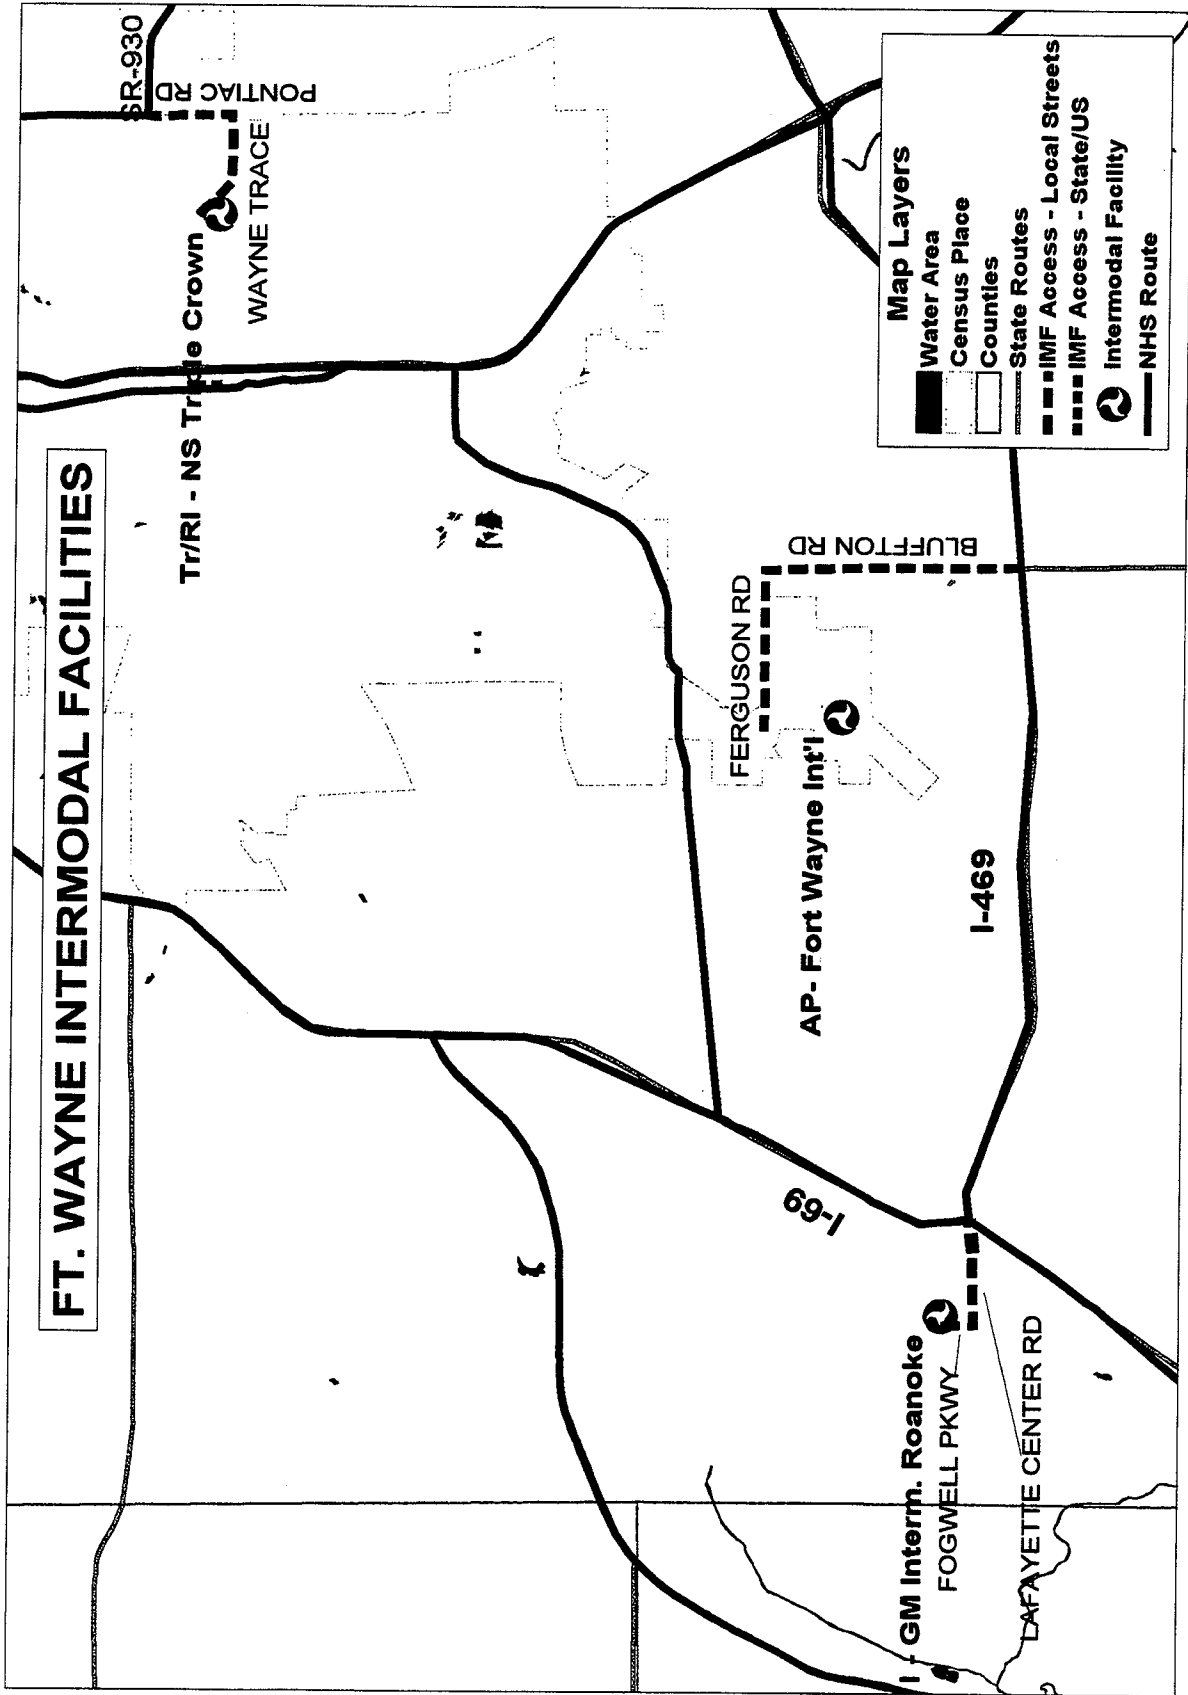 FT. WAYNE INTERMODAL FACILITIES
SR-930
PONTIAC RD
WAYNE TRACE
Tr/RI - NS Triple Crown
FERGUSON RD
BLUFFTON RD
AP- Fort Wayne Int'l
I-469
I-69
I - GM Interm. Roanoke
FOGWELL PKWY
LAFAYETTE CENTER RD
Map Layers
Water Area
Census Place
Counties
State Routes
IMF Access - Local Streets
IMF Access - State/US
Intermodal Facility
NHS Route